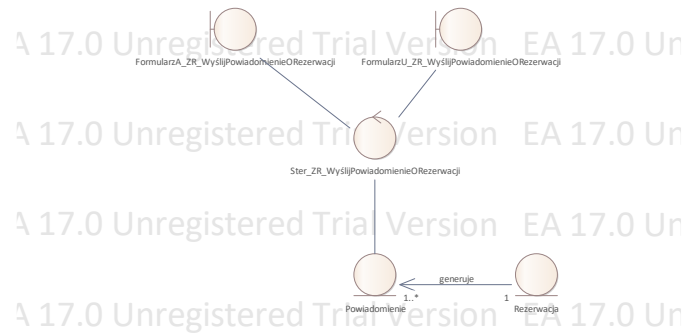 A 17.0 Unregistered Trial Version EA 17.0 Un
FormularzA_ZR_WyślijPowiadomienieORezerwacji FormularzU_ZR_WyślijPowiadomienieORezerwacji
A 17.0 Unregistered Trial Version EA 17.0 Un
Ster_ZR_WyślijPowiadomienieORezerwacji
A 17.0 Unregistered Trial Version EA 17.0 Un
generuje
1..* 1
Powiadomienie Rezerwacja
A 17.0 Unregistered Trial Version EA 17.0 Un